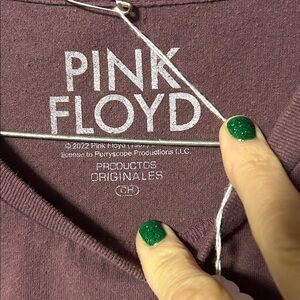 PINK
FLOYD
© 2022 Pink Floyd
license to Perryscope Productions LLC.
PRODUCTOS
ORIGINALES
CH